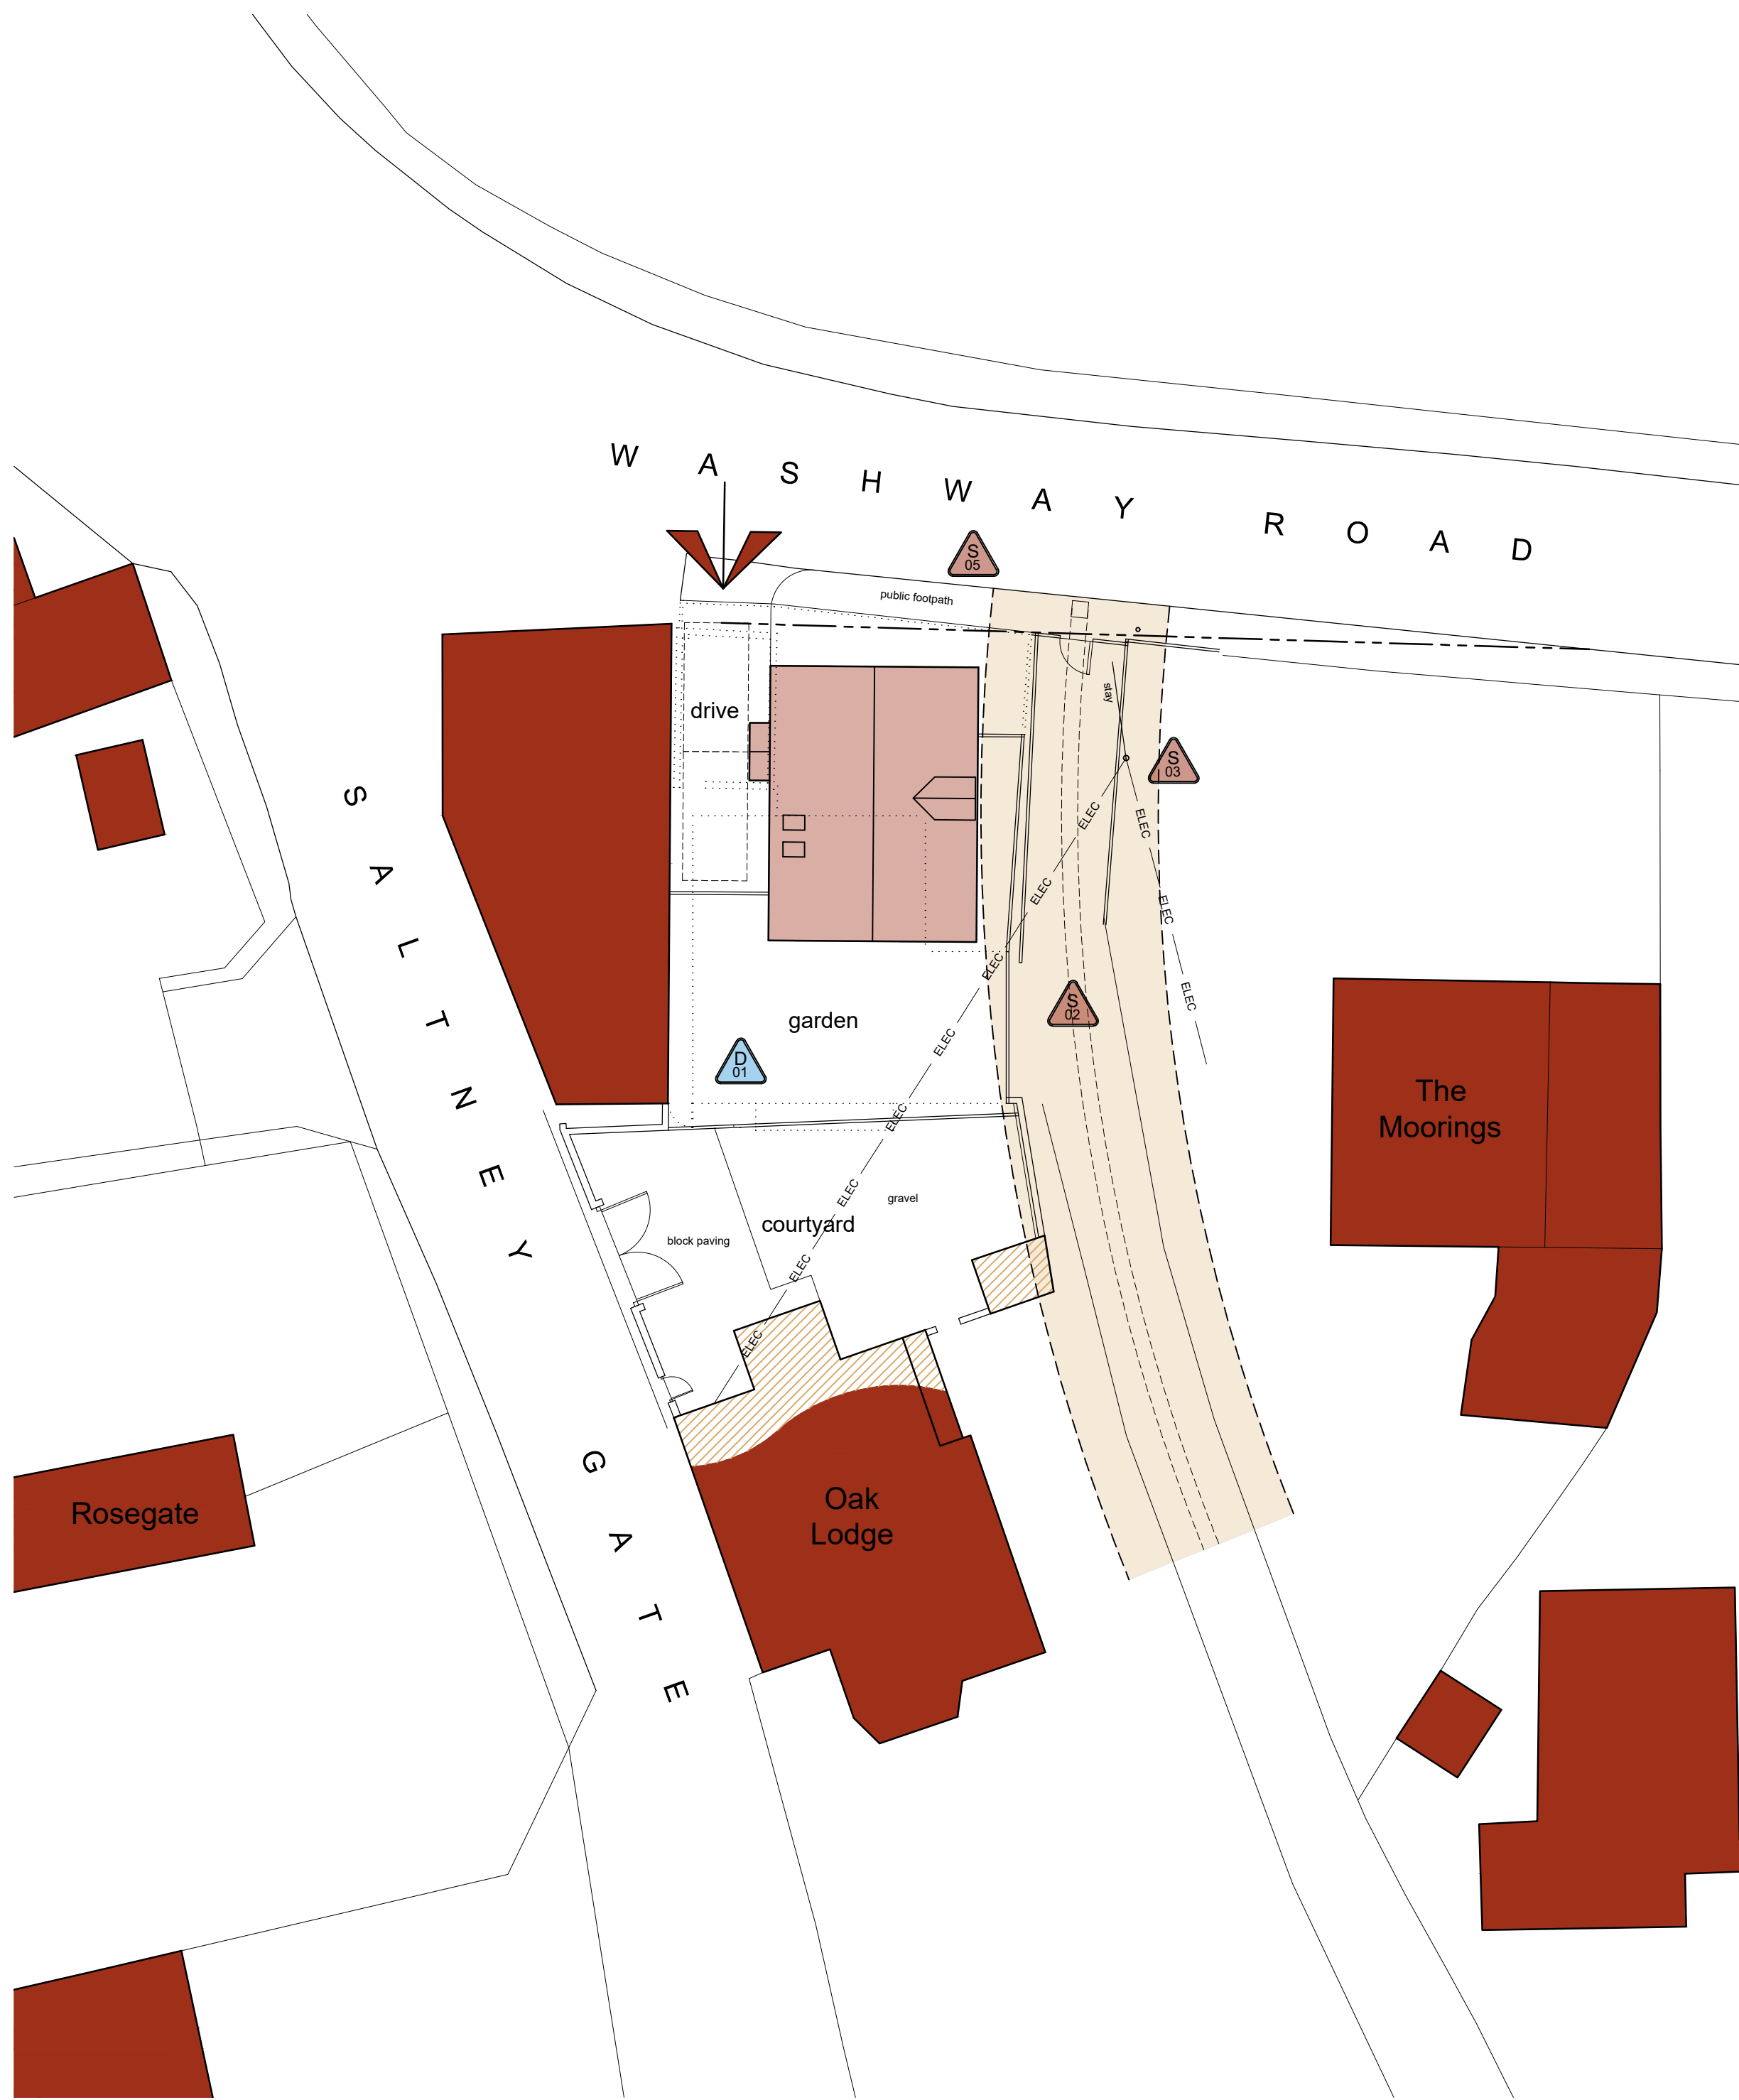 WASHWAY ROAD
S
05
public footpath
drive
stay
S
03
SALTNEY GATE
ELEC
ELEC
ELEC
ELEC
ELEC
ELEC
S
02
ELEC
garden
ELEC
D
01
ELEC
The
Moorings
ELEC
gravel
courtyard
block paving
ELEC
ELEC
Oak
Lodge
Rosegate